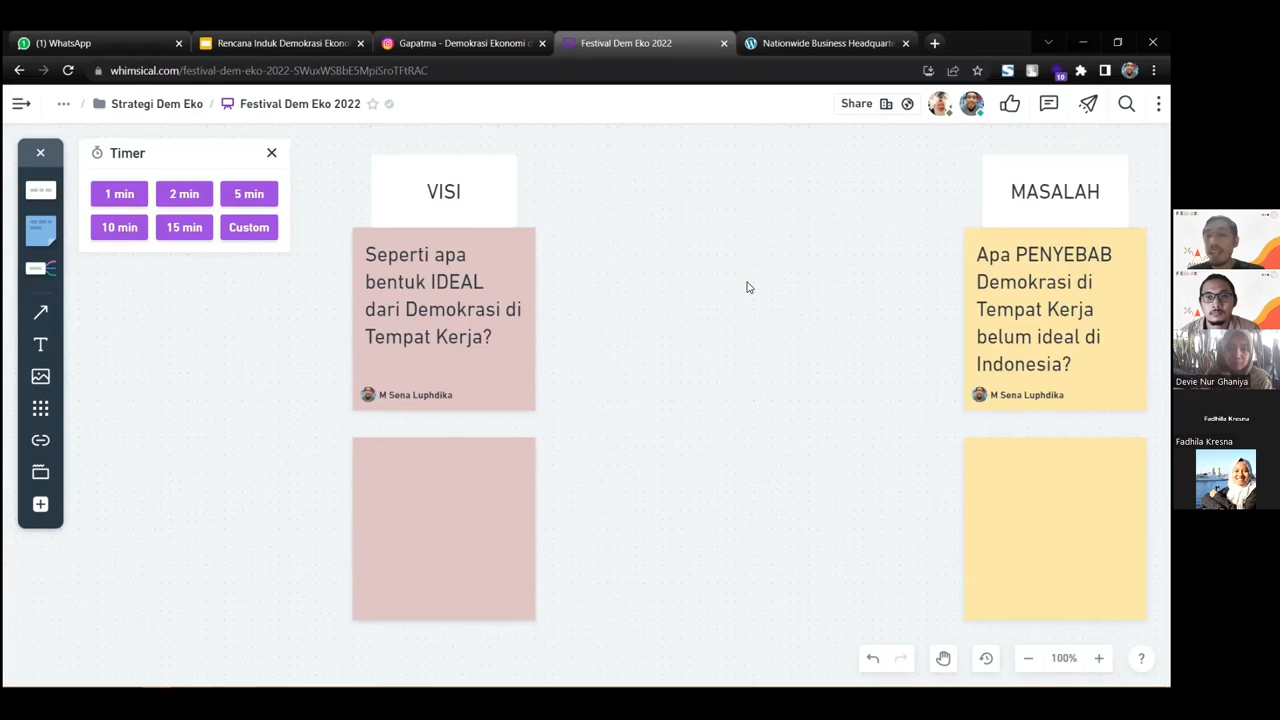 (1) WhatsApp
Rencana Induk Demokrasi Ekono
Gapatma - Demokrasi Ekonomi d
Festival Dem Eko 2022
Nationwide Business Headquarte
whimsical.com/festival-dem-eko-2022-SWuxWSBbE5MpiSroTFtRAC
10
Strategi Dem Eko / Festival Dem Eko 2022
Share
Timer
1 min
2 min
5 min
10 min
15 min
Custom
VISI
Seperti apa
bentuk IDEAL
dari Demokrasi di
Tempat Kerja?
M Sena Luphdika
MASALAH
Apa PENYEBAB
Demokrasi di
Tempat Kerja
belum ideal di
Indonesia?
M Sena Luphdika
T
100%
?
Devie Nur Ghaniya
Fadhila Kresna
Fadhila Kresna